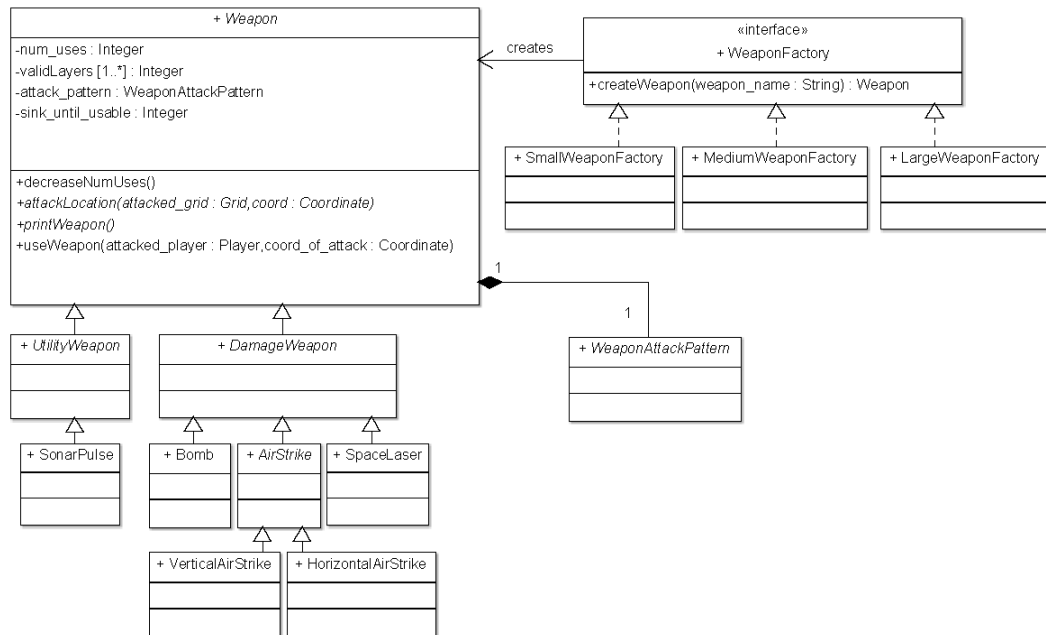 + Weapon
-num_uses : Integer
-validLayers [1..*] : Integer
-attack_pattern : WeaponAttackPattern
-sink_until_usable : Integer
+decreaseNumUses()
+attackLocation(attacked_grid : Grid,coord : Coordinate)
+printWeapon()
+useWeapon(attacked_player : Player,coord_of_attack : Coordinate)
creates
«interface»
+ WeaponFactory
+createWeapon(weapon_name : String) : Weapon
+ SmallWeaponFactory
+ MediumWeaponFactory
+ LargeWeaponFactory
1
1
+ WeaponAttackPattern
+ UtilityWeapon
+ DamageWeapon
+ SonarPulse
+ Bomb
+ AirStrike
+ SpaceLaser
+ VerticalAirStrike
+ HorizontalAirStrike